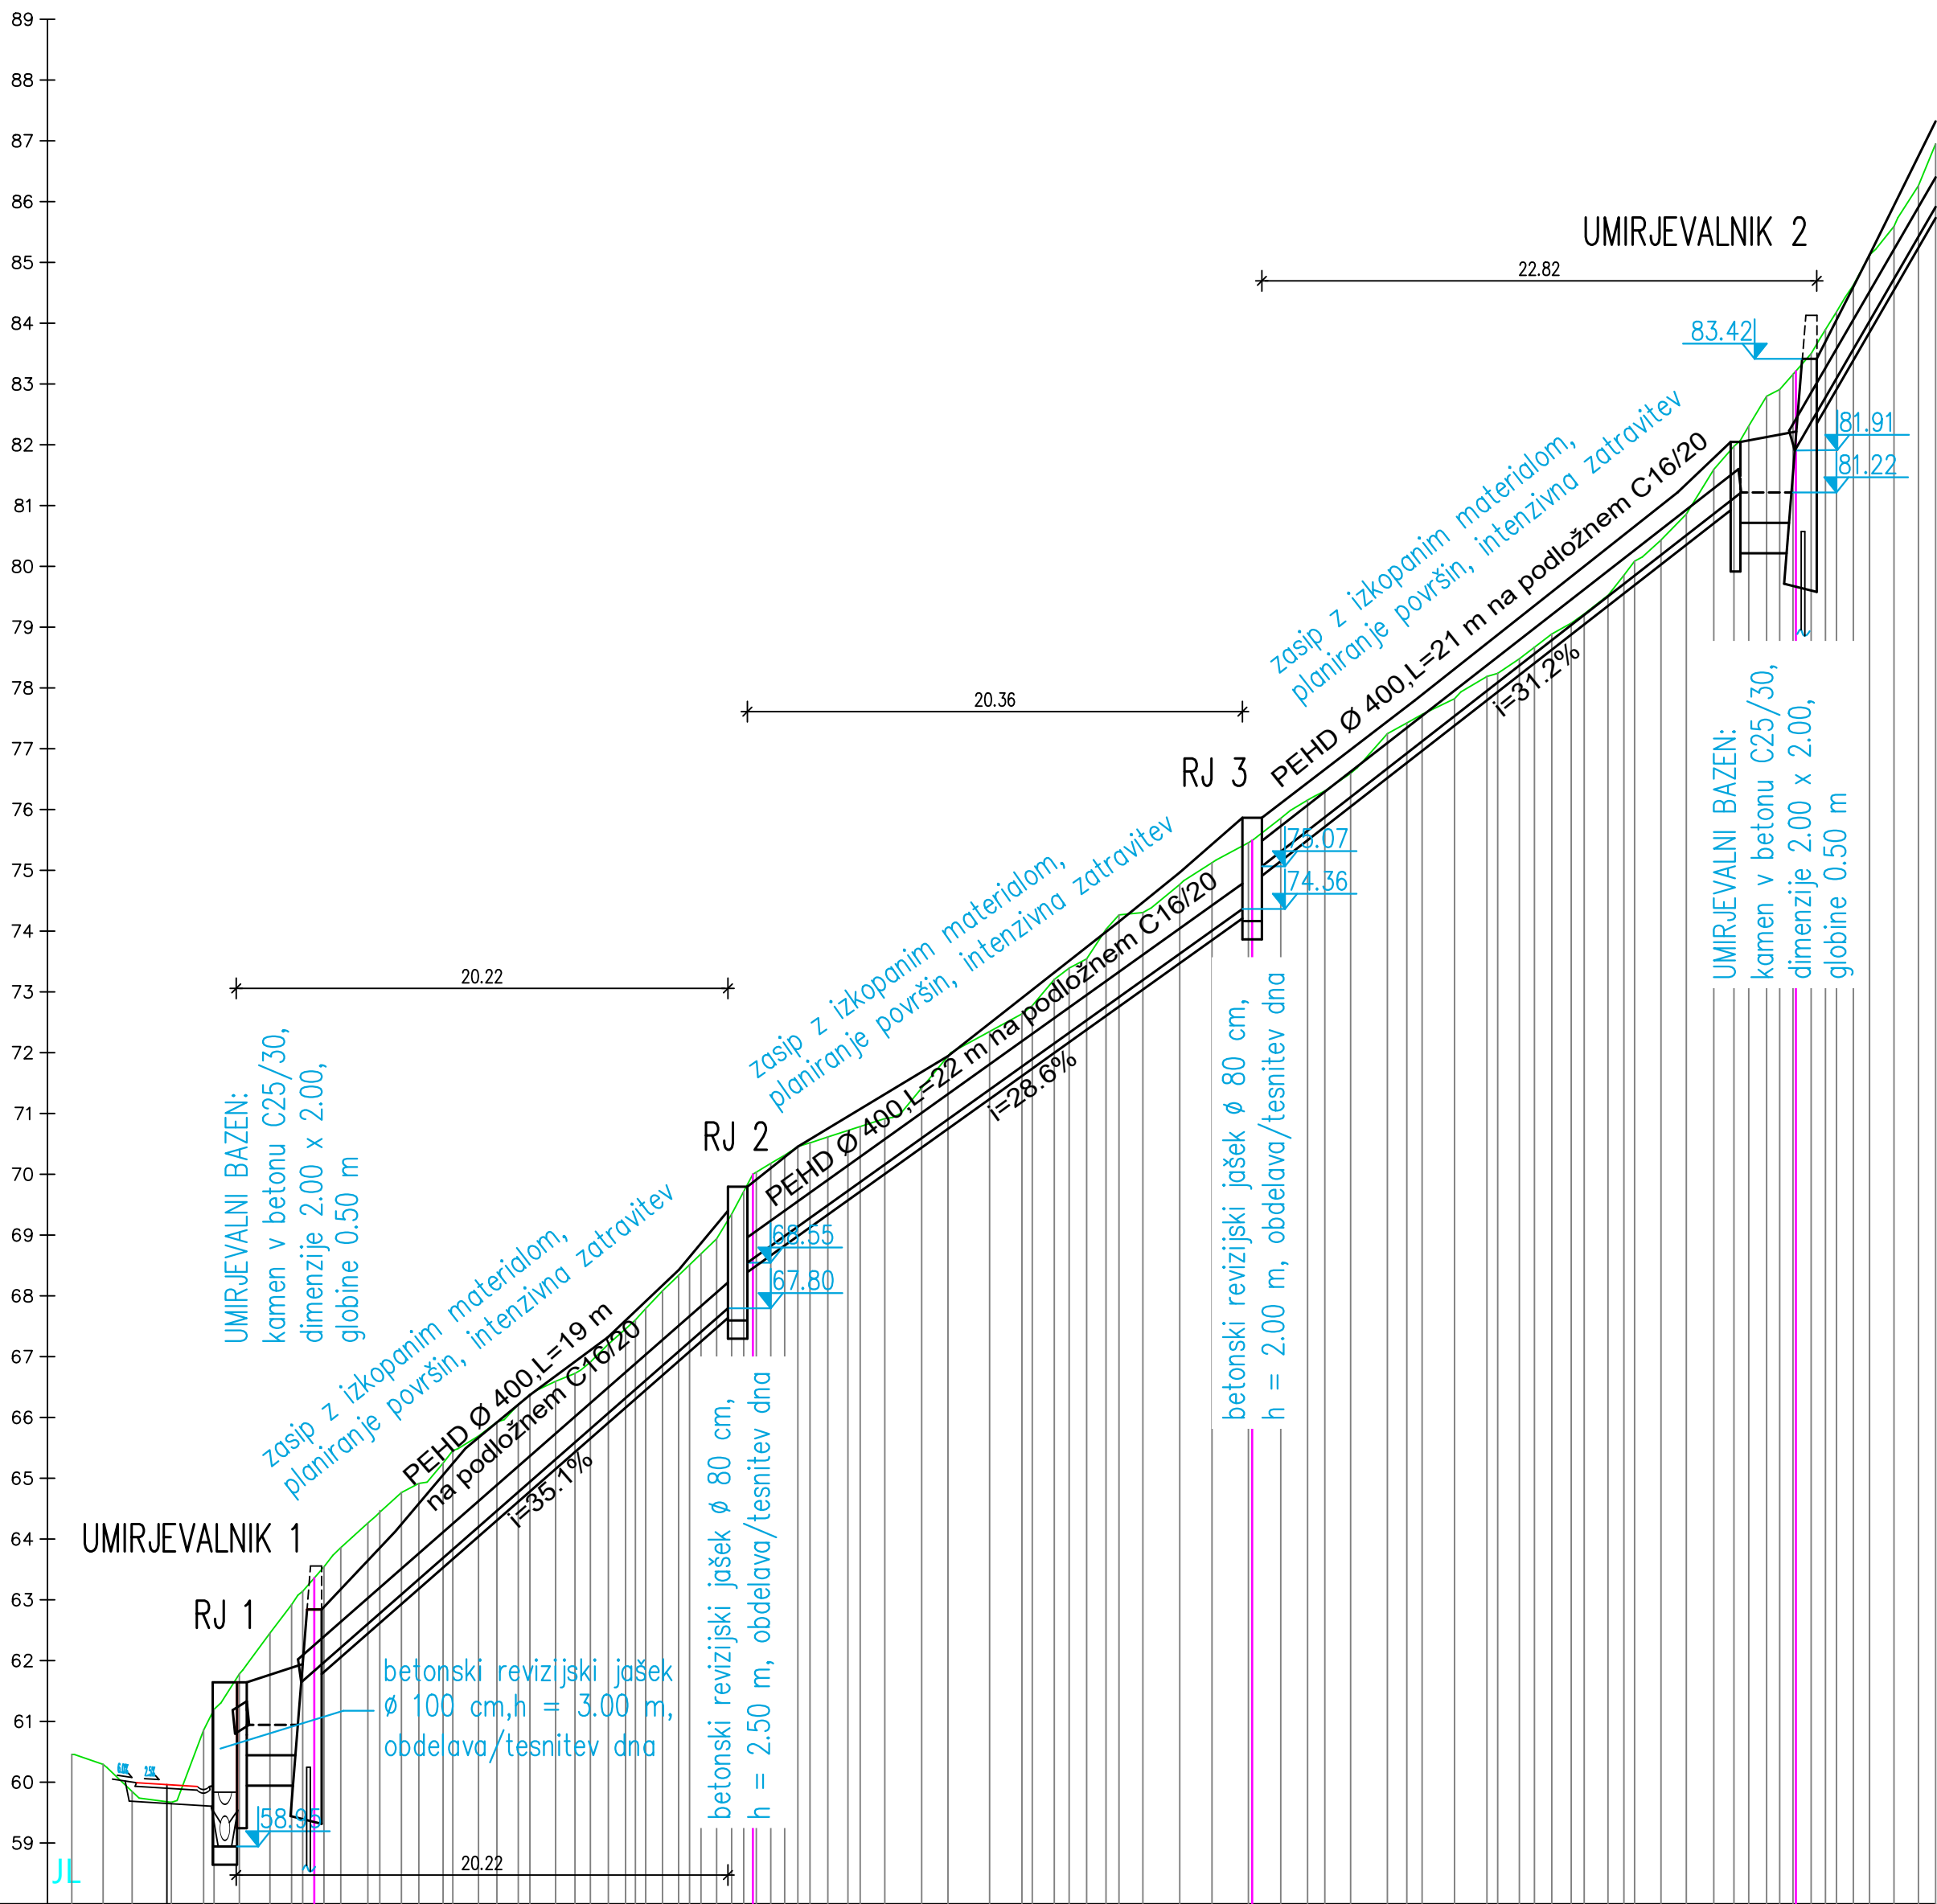 89
88
87
86
85
84
83
82
81
80
79
78
77
76
75
74
73
72
71
70
69
68
67
66
65
64
63
62
61
60
59
UMIRJEVALNIK 2
22.82
83.42
81.91
81.22
zasip z izkopanim materialom,
planiranje površin, intenzivna zatravitev
PEHD Ø 400,L=21 m na podložnem C16/20
i=31.2%
UMIRJEVALNI BAZEN:
kamen v betonu C25/30,
dimenzije 2.00 x 2.00,
globine 0.50 m
20.36
RJ 3
75.07
74.36
zasip z izkopanim materialom,
planiranje površin, intenzivna zatravitev
PEHD Ø 400,L=22 m na podložnem C16/20
i=28.6%
betonski revizijski jašek ø 80 cm,
h = 2.00 m, obdelava/tesnitev dna
20.22
RJ 2
68.55
67.80
UMIRJEVALNI BAZEN:
kamen v betonu C25/30,
dimenzije 2.00 x 2.00,
globine 0.50 m
zasip z izkopanim materialom,
planiranje površin, intenzivna zatravitev
PEHD Ø 400,L=19 m
na podložnem C16/20
i=35.1%
betonski revizijski jašek ø 80 cm,
h = 2.50 m, obdelava/tesnitev dna
UMIRJEVALNIK 1
RJ 1
betonski revizijski jašek
ø 100 cm,h = 3.00 m,
obdelava/tesnitev dna
58.95
20.22
JL